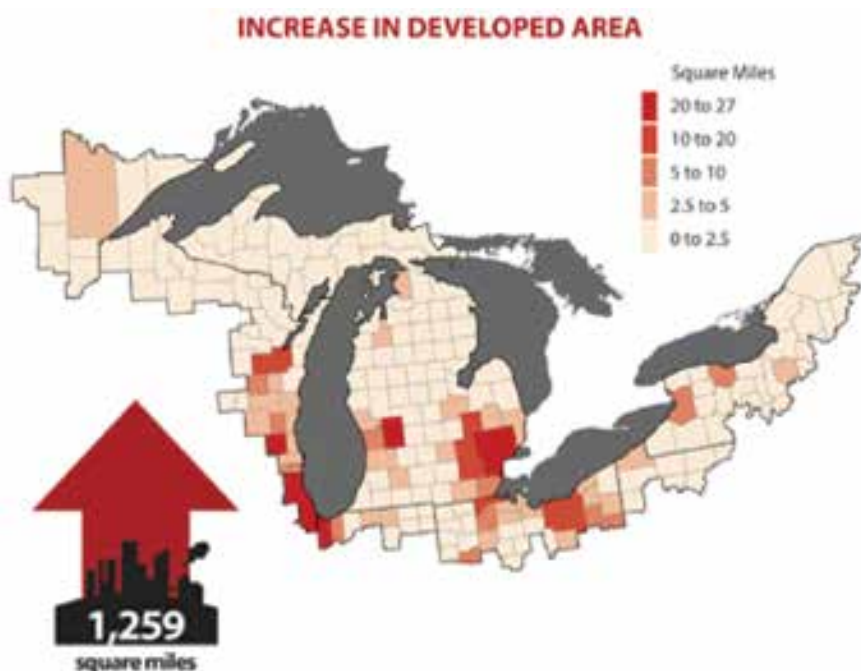 INCREASE IN DEVELOPED AREA
Square Miles
20 to 27
10 to 20
5 to 10
2.5 to 5
0 to 2.5
1,259
square miles